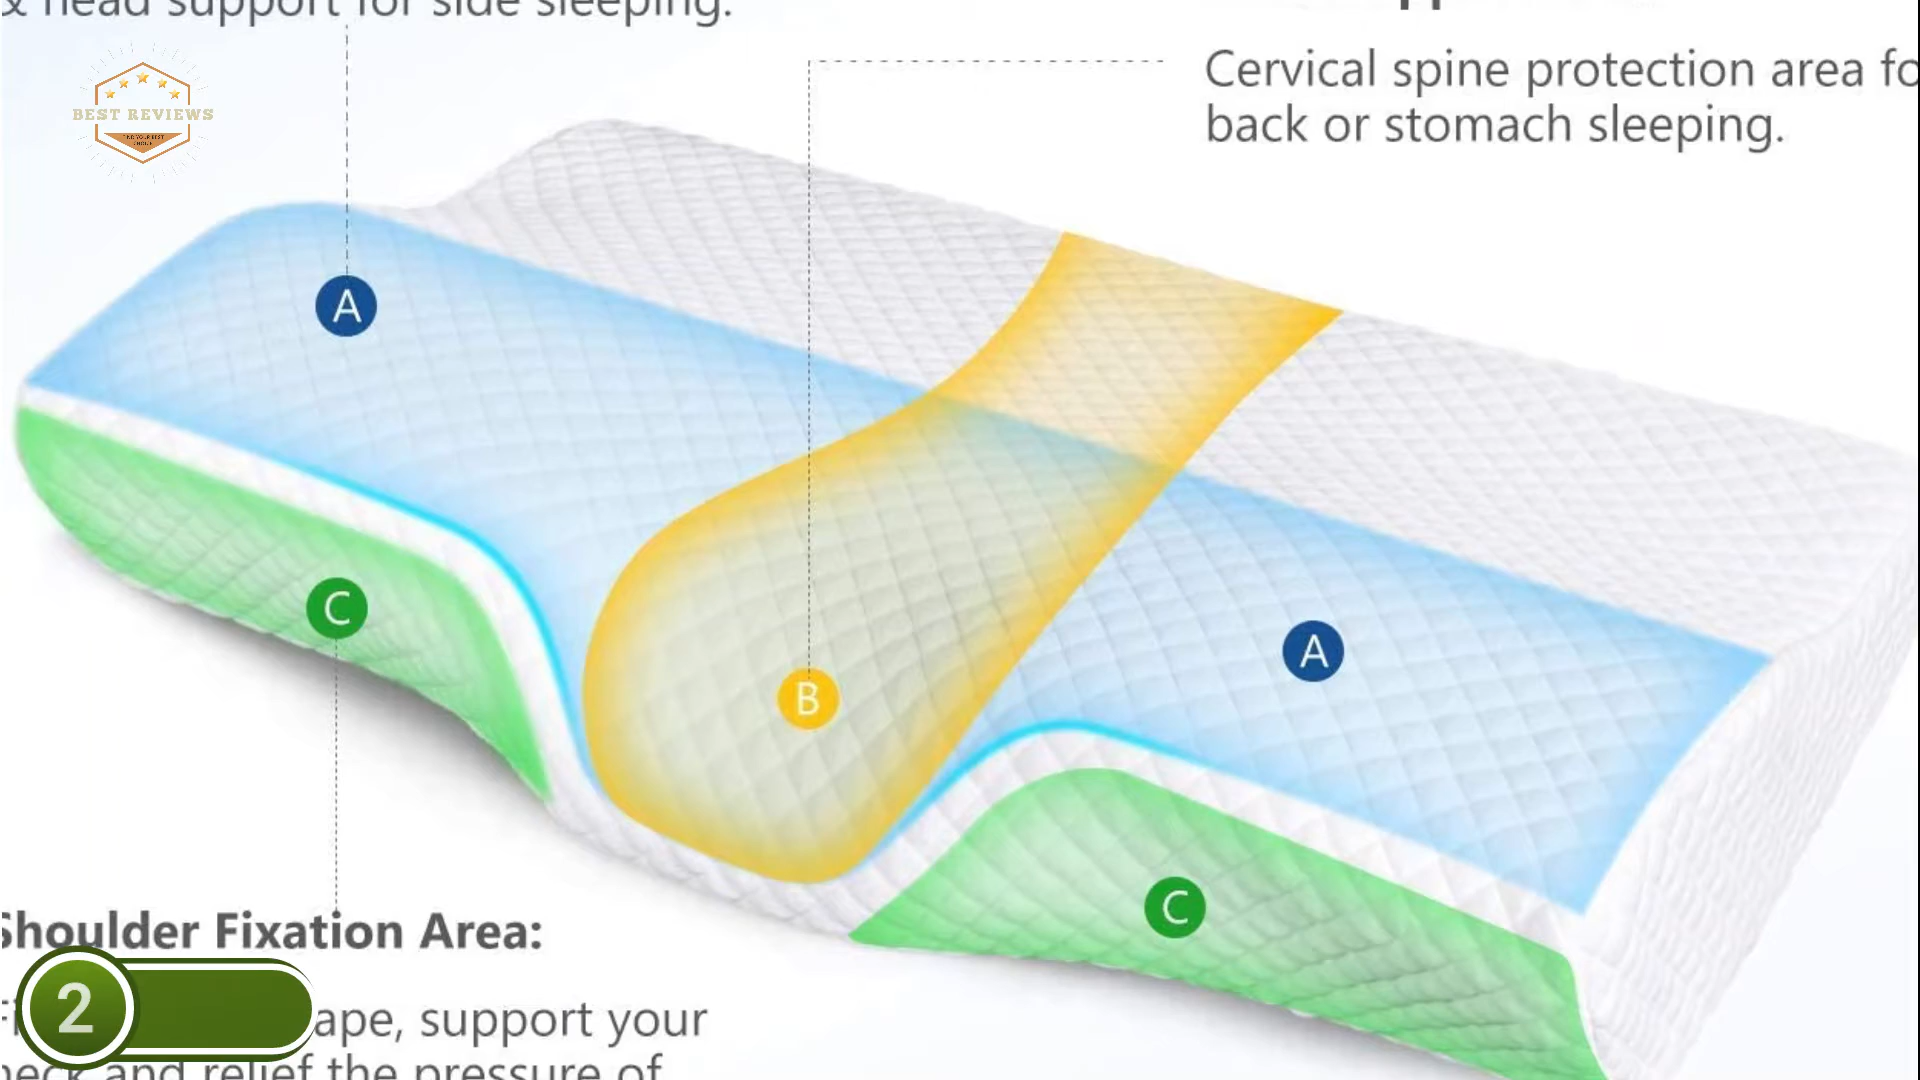 & head support for side sleeping.
Cervical spine protection area fo
back or stomach sleeping.
BEST REVIEWS
A
B
C
A
C
Shoulder Fixation Area:
2
ape, support your
neck and relief the pressure of